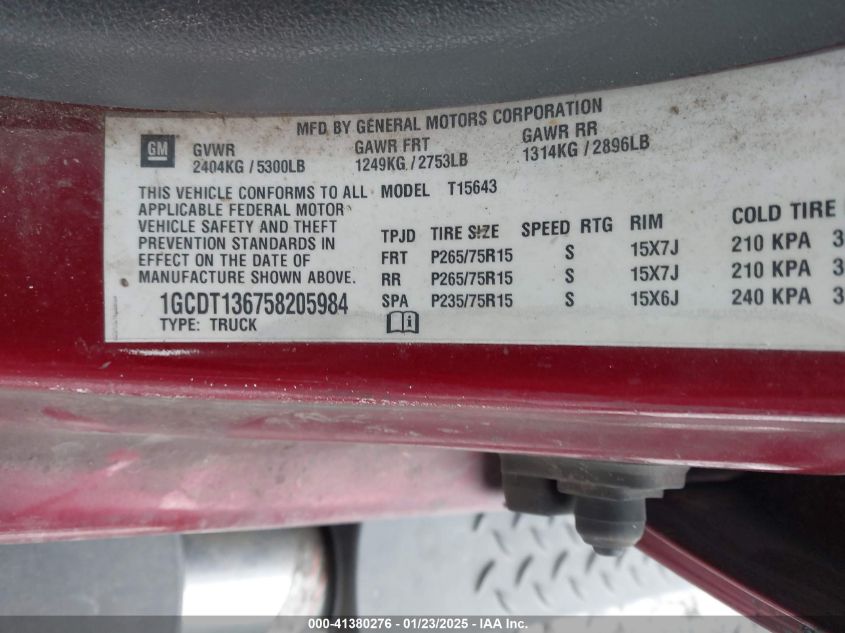 MFD BY GENERAL MOTORS CORPORATION
GM GVWR GAWR FRT GAWR RR
2404KG / 5300LB 1249KG / 2753LB 1314KG / 2896LB
THIS VEHICLE CONFORMS TO ALL
APPLICABLE FEDERAL MOTOR
VEHICLE SAFETY AND THEFT
PREVENTION STANDARDS IN
EFFECT ON THE DATE OF
MANUFACTURE SHOWN ABOVE.
1GCDT136758205984
TYPE: TRUCK
MODEL T15643
TPJD TIRE SIZE SPEED RTG RIM COLD TIRE
FRT P265/75R15 S 15X7J 210 KPA 3
RR P265/75R15 S 15X7J 210 KPA 3
SPA P235/75R15 S 15X6J 240 KPA 3
000-41380276 - 01/23/2025 - © IAA, Inc.